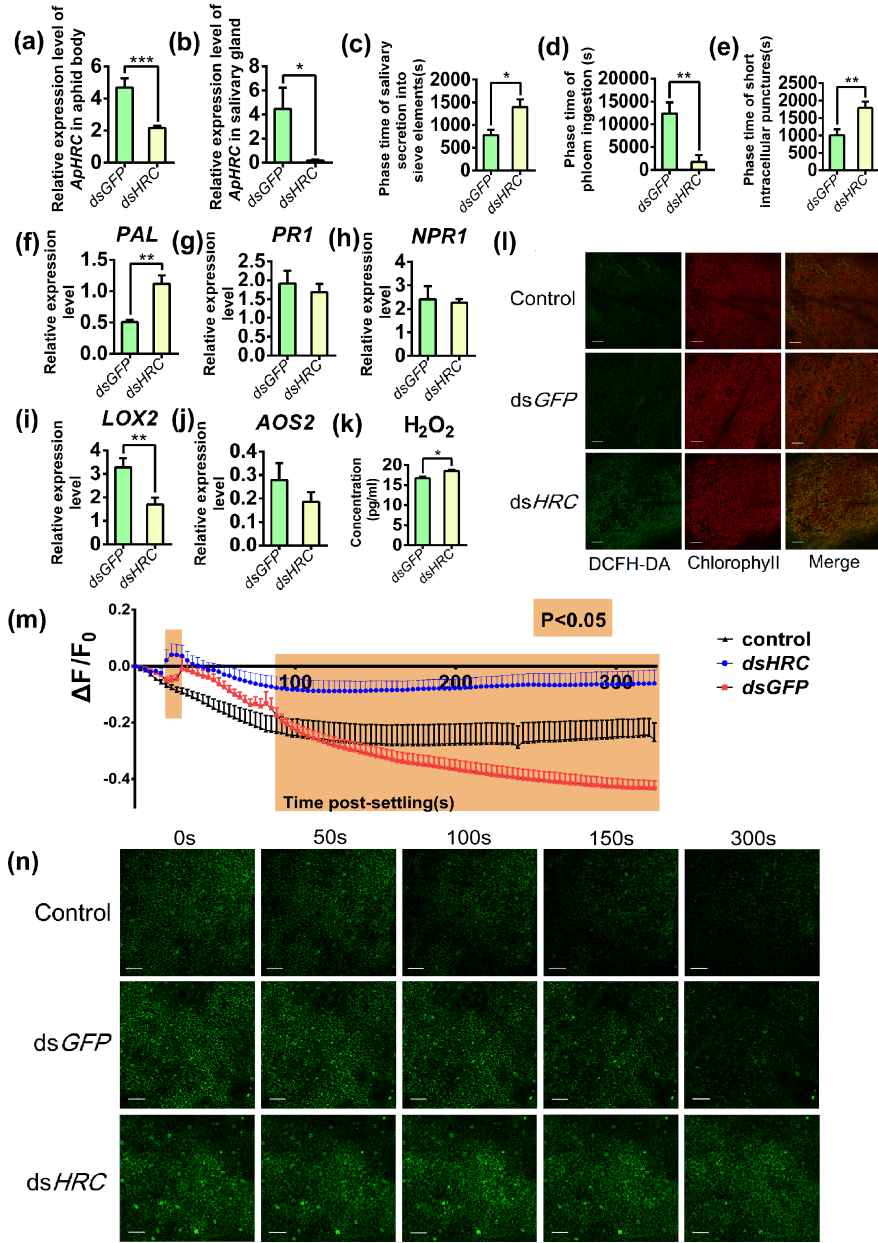 (a)
Relative expression level of
ApHRC in aphid body
***
6
4
2
0
dsGFP
dsHRC
(b)
Relative expression level of
ApHRC in salivary gland
*
8
6
4
2
0
dsGFP
dsHRC
(c)
Phase time of salivary
secretion into
sieve elements(s)
*
2000
1500
1000
500
0
dsGFP
dsHRC
(d)
Phase time of
phloem ingestion (s)
**
20000
15000
10000
5000
0
dsGFP
dsHRC
(e)
Phase time of short
intracellular punctures(s)
**
2500
2000
1500
1000
500
0
dsGFP
dsHRC
(f)
PAL
Relative expression
level
**
1.5
1.0
0.5
0.0
dsGFP
dsHRC
(g)
PR1
Relative expression
level
2.5
2.0
1.5
1.0
0.5
0.0
dsGFP
dsHRC
(h)
NPR1
Relative expression
level
4
3
2
1
0
dsGFP
dsHRC
(i)
LOX2
Relative expression
level
**
5
4
3
2
1
0
dsGFP
dsHRC
(j)
AOS2
Relative expression
level
0.4
0.3
0.2
0.1
0.0
dsGFP
dsHRC
(k)
H2O2
Concentration
(pg/ml)
*
20
15
10
5
0
dsGFP
dsHRC
(l)
Control
dsGFP
dsHRC
DCFH-DA
Chlorophyll
Merge
(m)
ΔF/F0
0.2
0.0
-0.2
-0.4
100
200
300
P<0.05
Time post-settling(s)
control
dsHRC
dsGFP
(n)
0s
50s
100s
150s
300s
Control
dsGFP
dsHRC